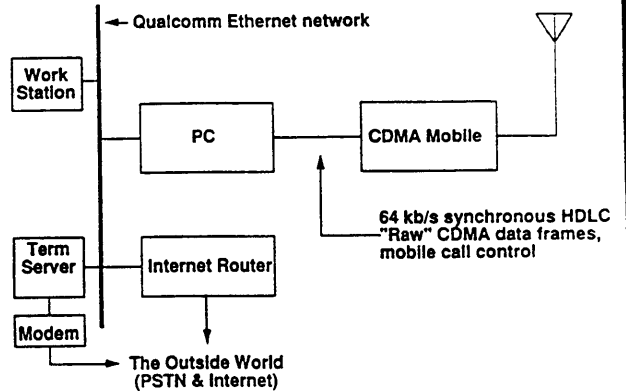 Qualcomm Ethernet network
Work
Station
PC
CDMA Mobile
64 kb/s synchronous HDLC
"Raw" CDMA data frames,
mobile call control
Term
Server
Internet Router
Modem
The Outside World
(PSTN & Internet)